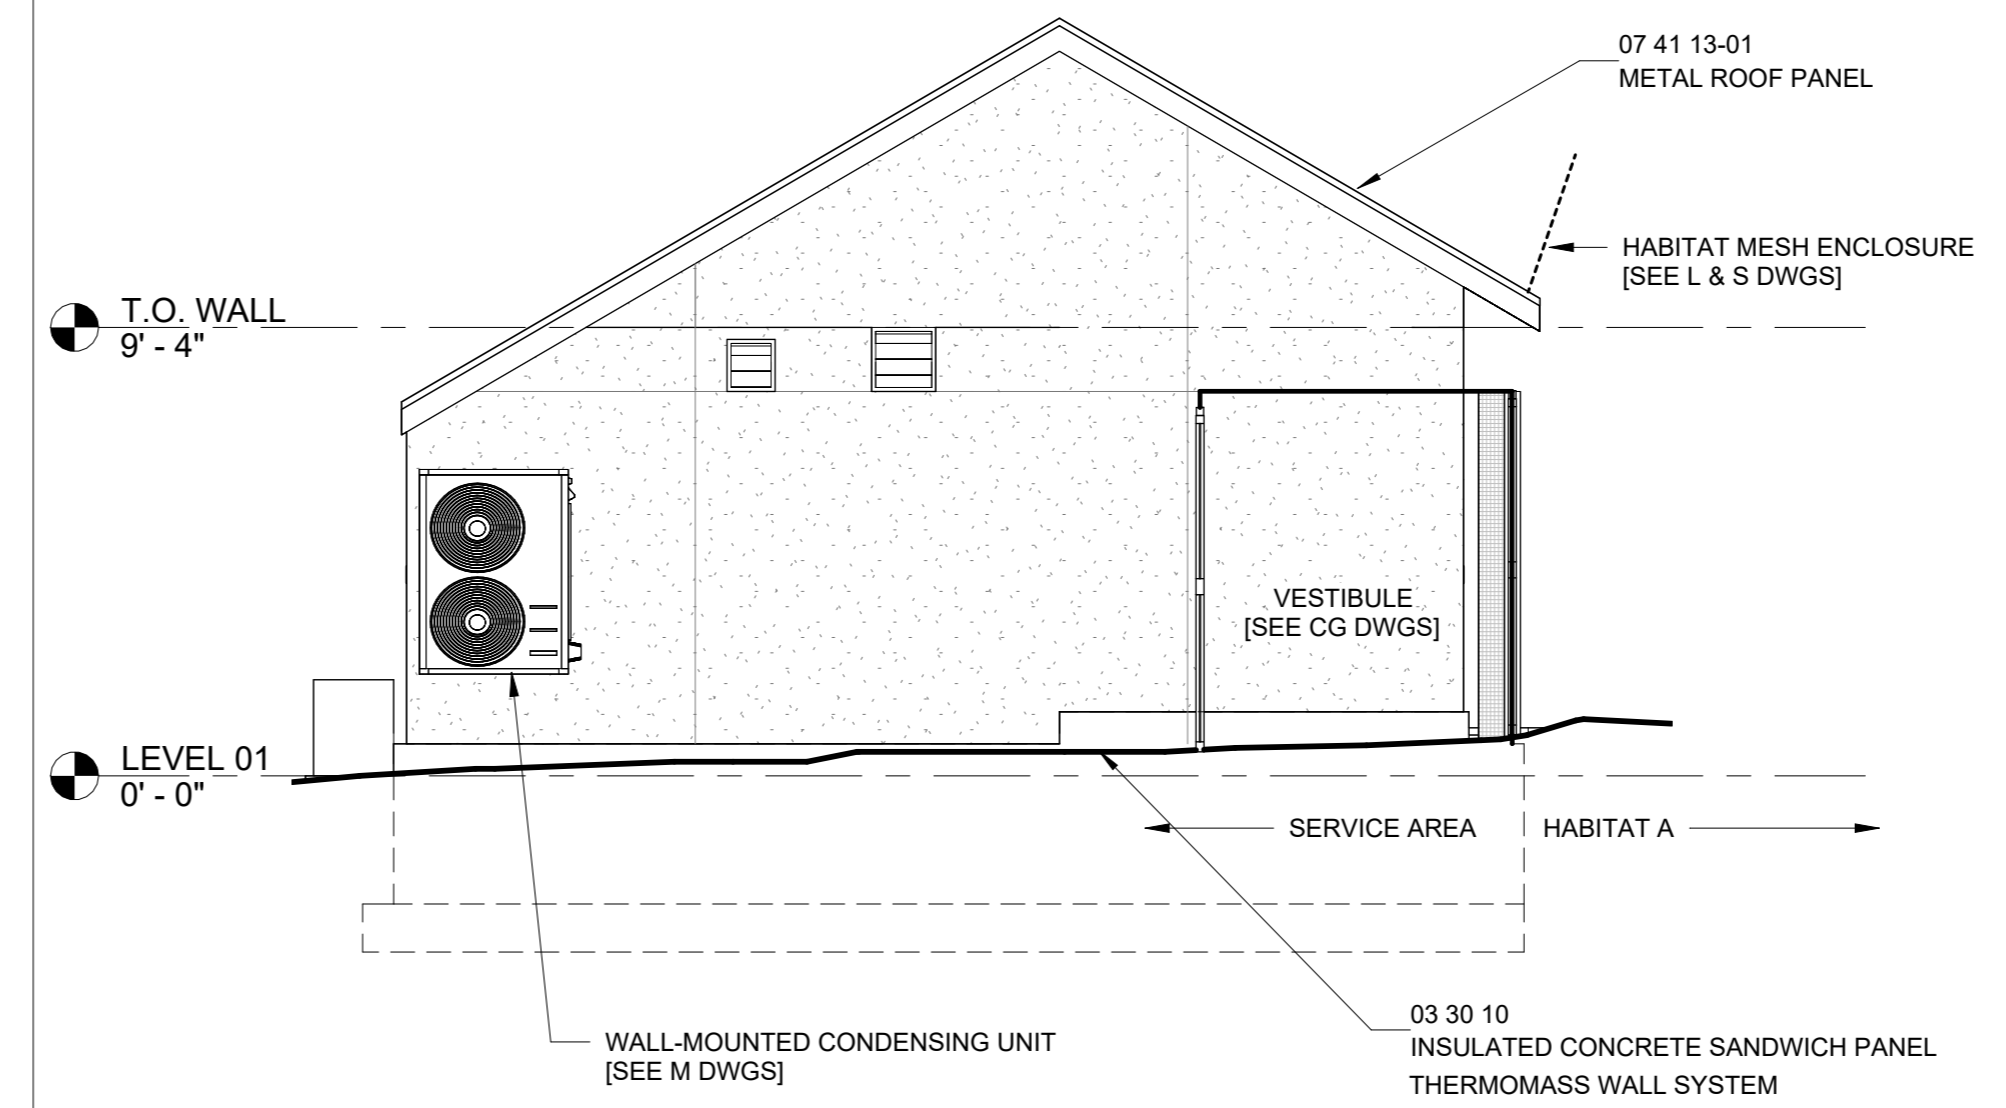 07 41 13-01
METAL ROOF PANEL
HABITAT MESH ENCLOSURE
[SEE L & S DWGS]
T.O. WALL
9' - 4"
VESTIBULE
[SEE CG DWGS]
LEVEL 01
0' - 0"
SERVICE AREA
HABITAT A
03 30 10
INSULATED CONCRETE SANDWICH PANEL
THERMOMASS WALL SYSTEM
WALL-MOUNTED CONDENSING UNIT
[SEE M DWGS]